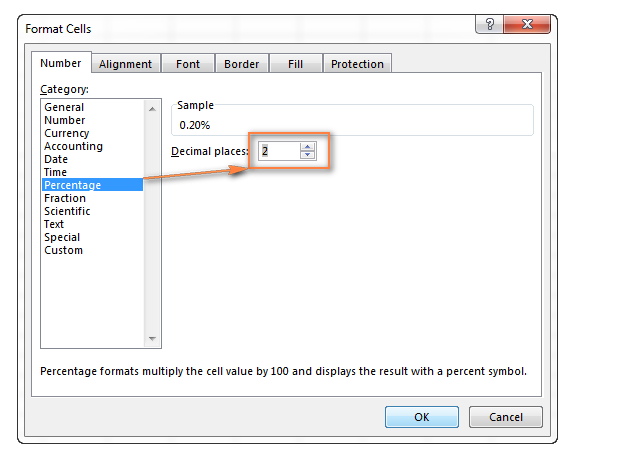 Format Cells
?
Number Alignment Font Border Fill Protection
Category:
General
Number
Currency
Accounting
Date
Time
Percentage
Fraction
Scientific
Text
Special
Custom
Sample
0.20%
Decimal places: 2
Percentage formats multiply the cell value by 100 and displays the result with a percent symbol.
OK Cancel